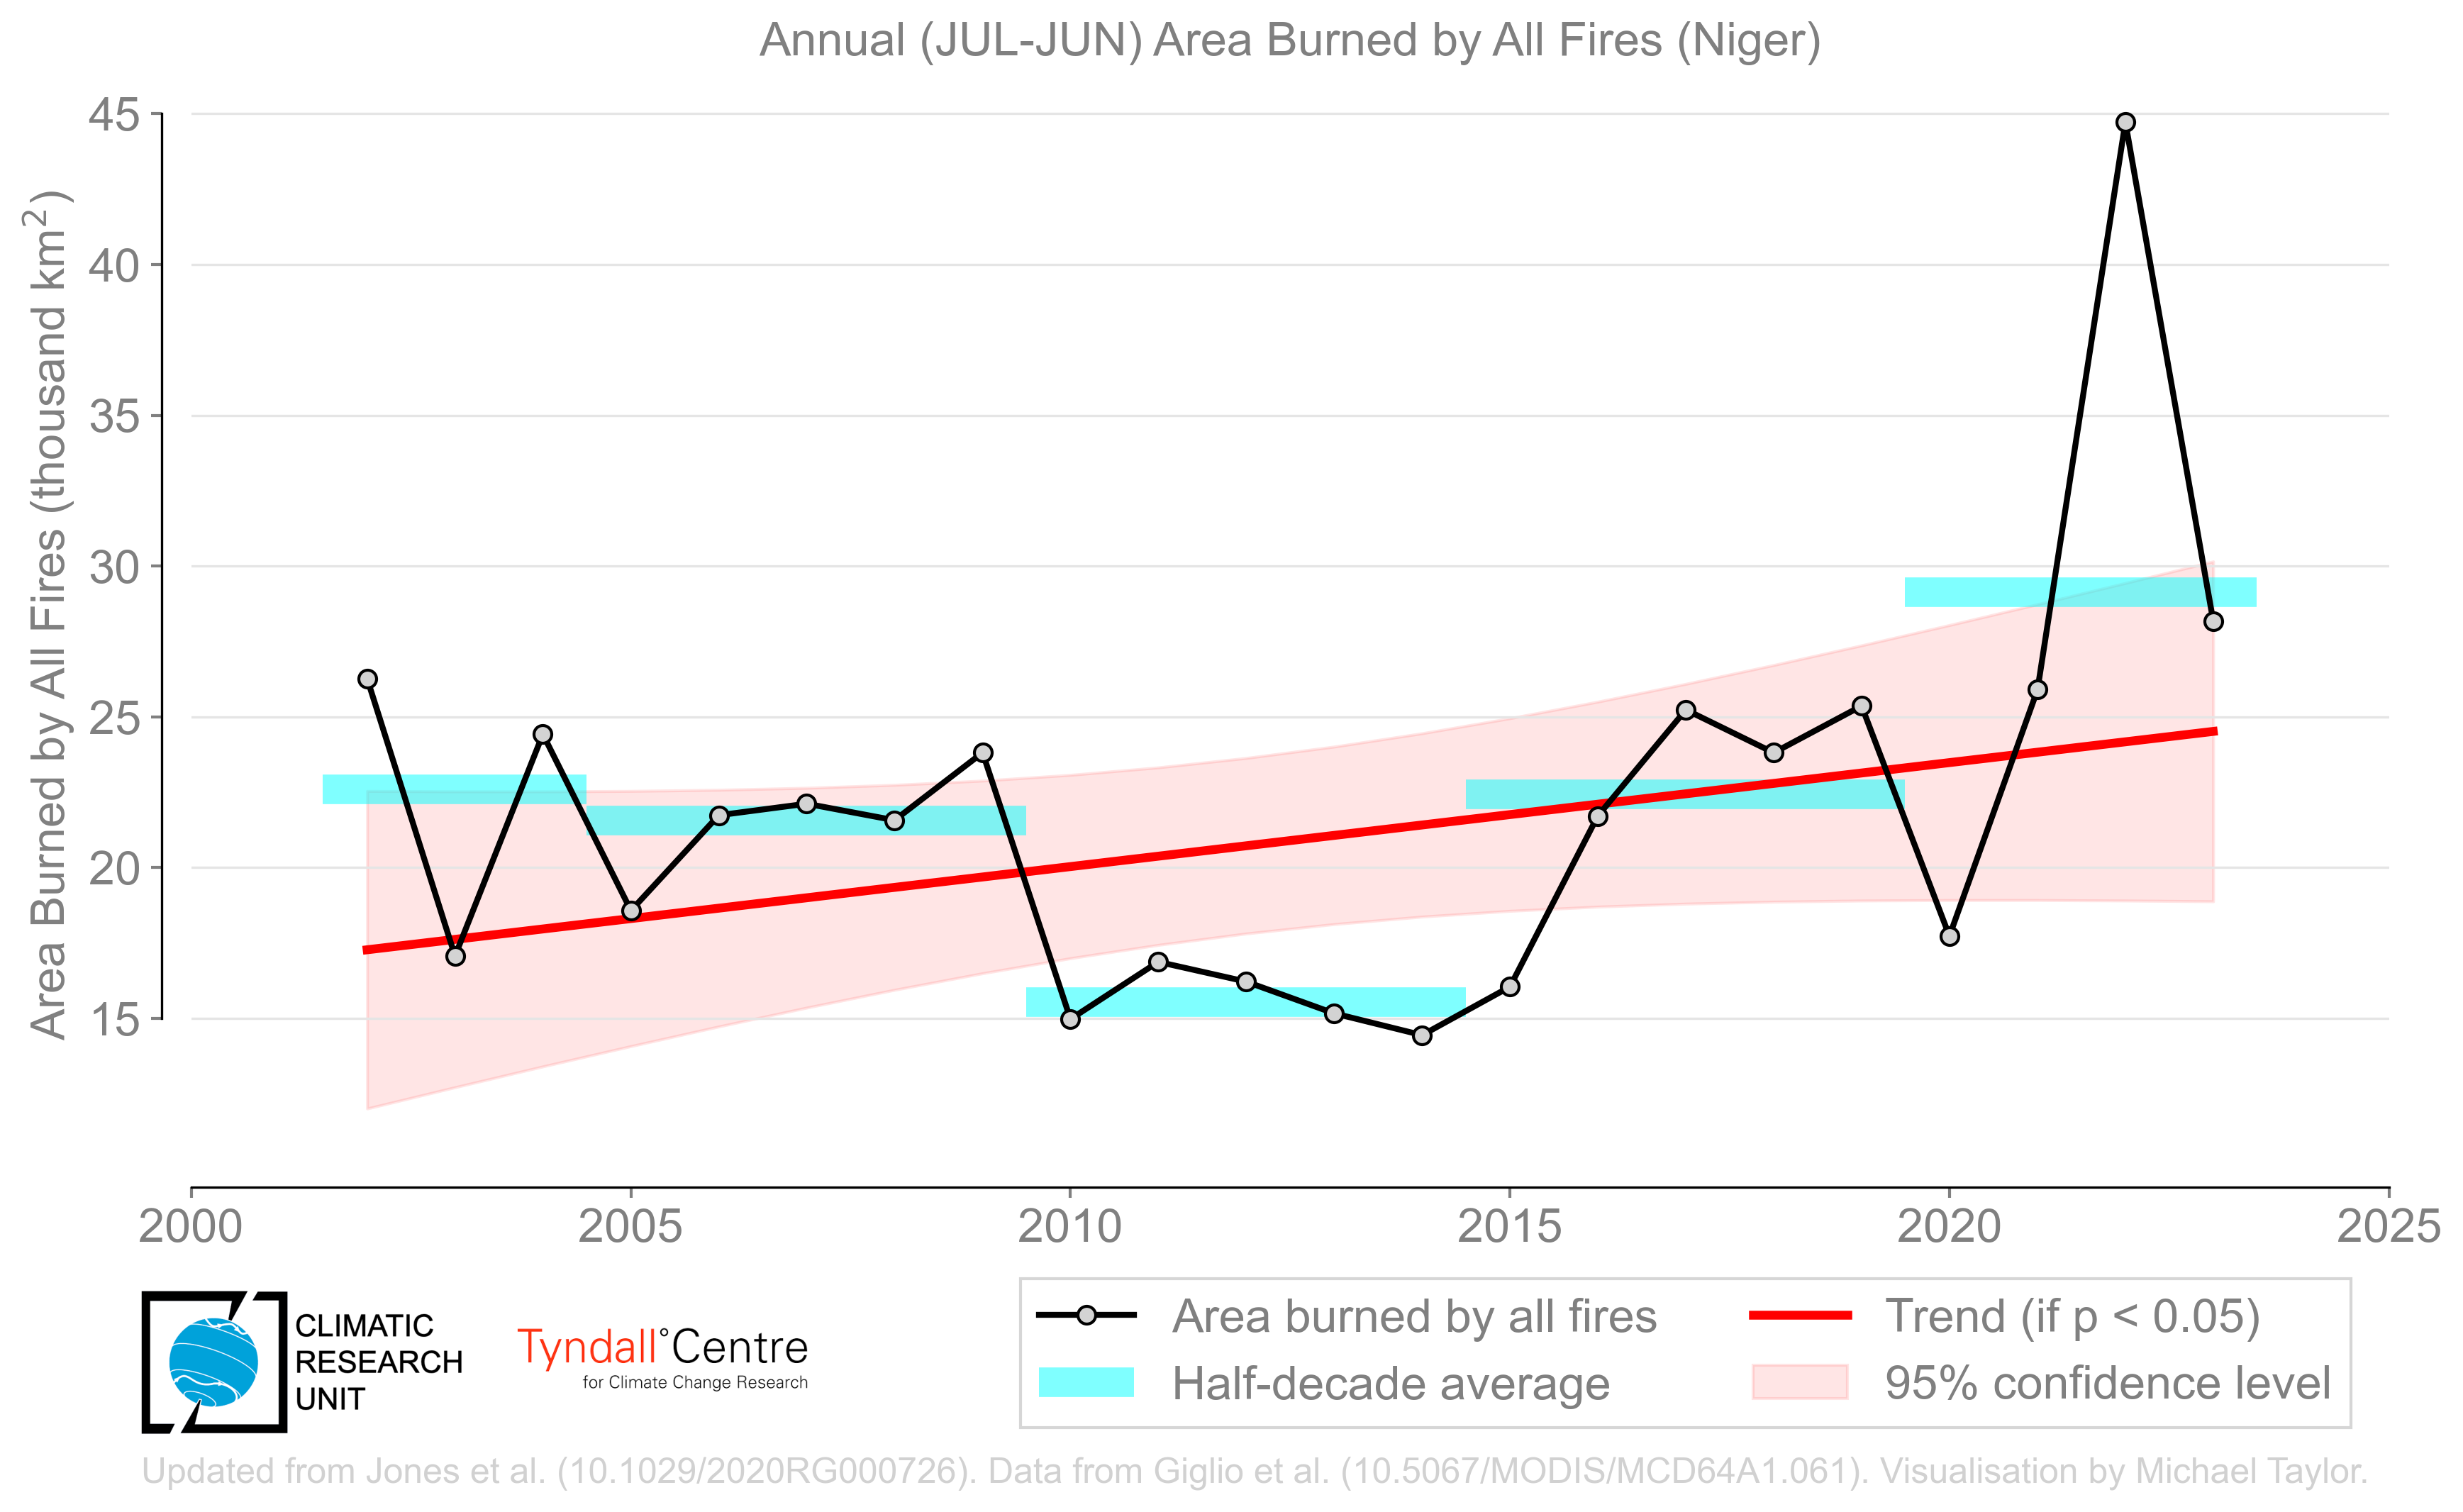 Annual (JUL-JUN) Area Burned by All Fires (Niger)
Area Burned by All Fires (thousand km²)
45
40
35
30
25
20
15
2000 2005 2010 2015 2020 2025
CLIMATIC
RESEARCH
UNIT
Tyndall°Centre
for Climate Change Research
Area burned by all fires
Half-decade average
Trend (if p < 0.05)
95% confidence level
Updated from Jones et al. (10.1029/2020RG000726). Data from Giglio et al. (10.5067/MODIS/MCD64A1.061). Visualisation by Michael Taylor.